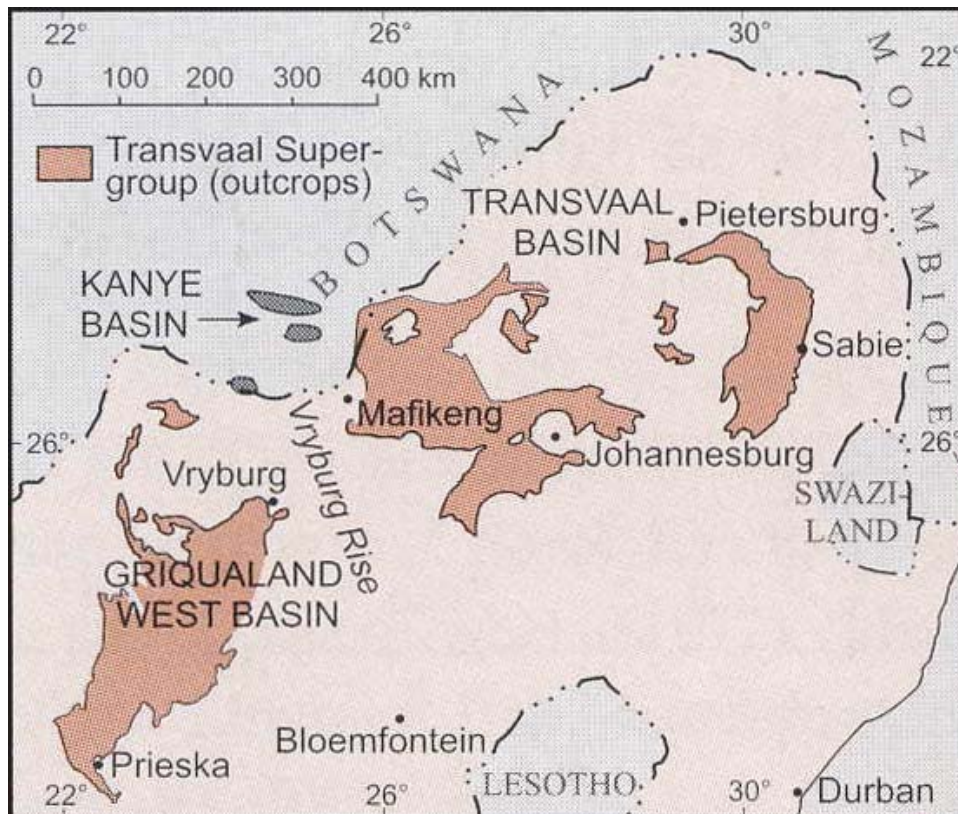 22°
26°
30°
22°
0 100 200 300 400 km
MOZAMBIQUE
Transvaal Super-
group (outcrops)
BOTSWANA
TRANSVAAL
BASIN
Pietersburg
KANYE
BASIN
Sabie
Mafikeng
Vryburg Rise
26°
26°
Johannesburg
Vryburg
SWAZI-
LAND
GRIQUALAND
WEST BASIN
Bloemfontein
Prieska
LESOTHO
Durban
22°
26°
30°